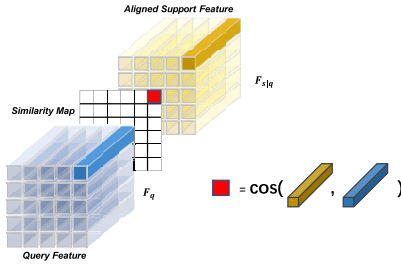 Aligned Support Feature
F_{s|q}
Similarity Map
F_q
= COS( , )
Query Feature